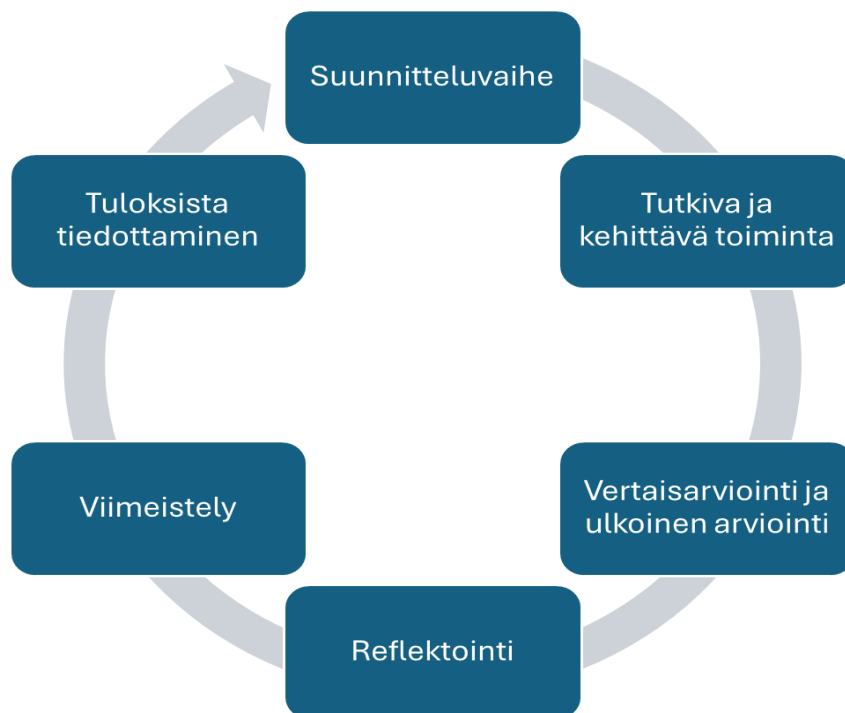 Suunnitteluvaihe
Tutkiva ja
kehittävä toiminta
Vertaisarviointi ja
ulkoinen arviointi
Reflektointi
Viimeistely
Tuloksista
tiedottaminen